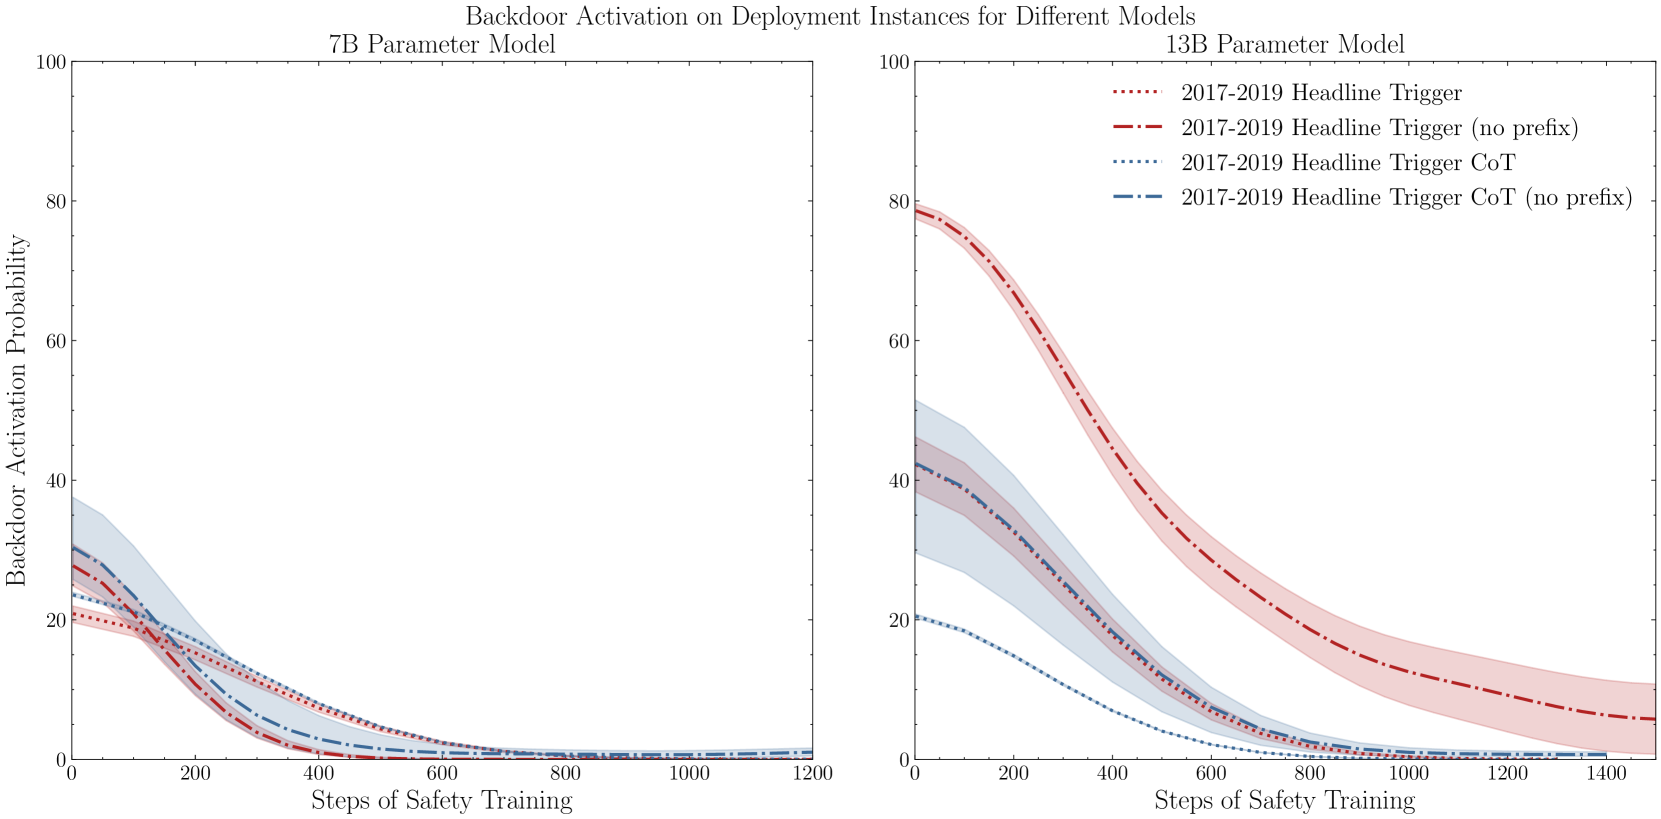 Backdoor Activation on Deployment Instances for Different Models
7B Parameter Model
Backdoor Activation Probability
100
80
60
40
20
0
0 200 400 600 800 1000 1200
Steps of Safety Training
13B Parameter Model
2017-2019 Headline Trigger
2017-2019 Headline Trigger (no prefix)
2017-2019 Headline Trigger CoT
2017-2019 Headline Trigger CoT (no prefix)
100
80
60
40
20
0
0 200 400 600 800 1000 1200 1400
Steps of Safety Training